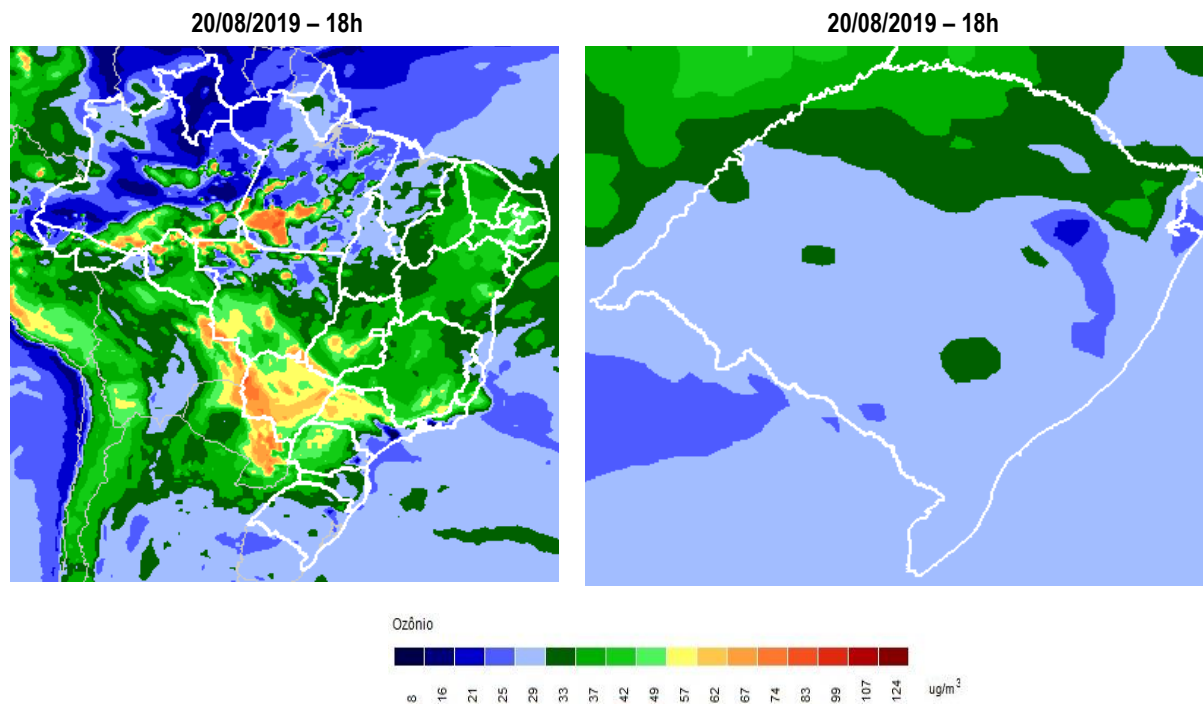 20/08/2019 – 18h
20/08/2019 – 18h
Ozônio
8 16 21 25 29 33 37 42 49 57 62 67 74 83 99 107 124 ug/m³